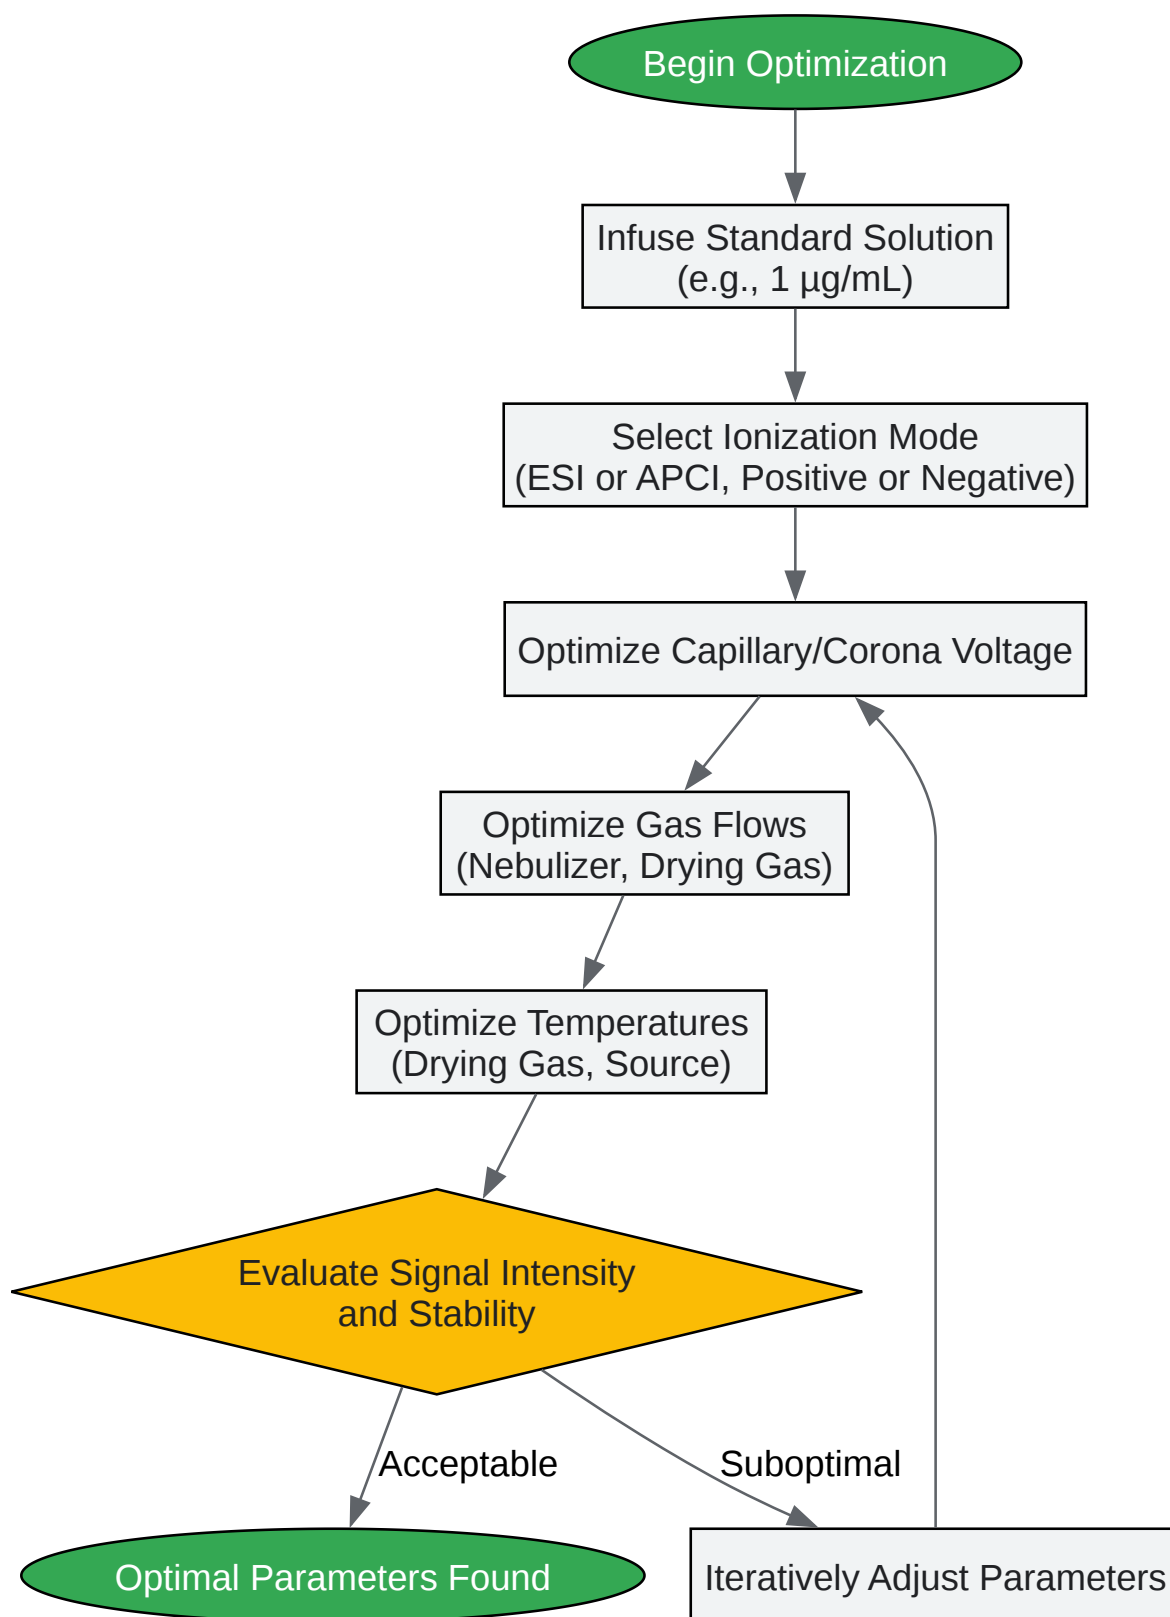 Begin Optimization
Infuse Standard Solution
(e.g., 1 µg/mL)
Select Ionization Mode
(ESI or APCI, Positive or Negative)
Optimize Capillary/Corona Voltage
Optimize Gas Flows
(Nebulizer, Drying Gas)
Optimize Temperatures
(Drying Gas, Source)
Evaluate Signal Intensity
and Stability
Acceptable
Suboptimal
Optimal Parameters Found
Iteratively Adjust Parameters